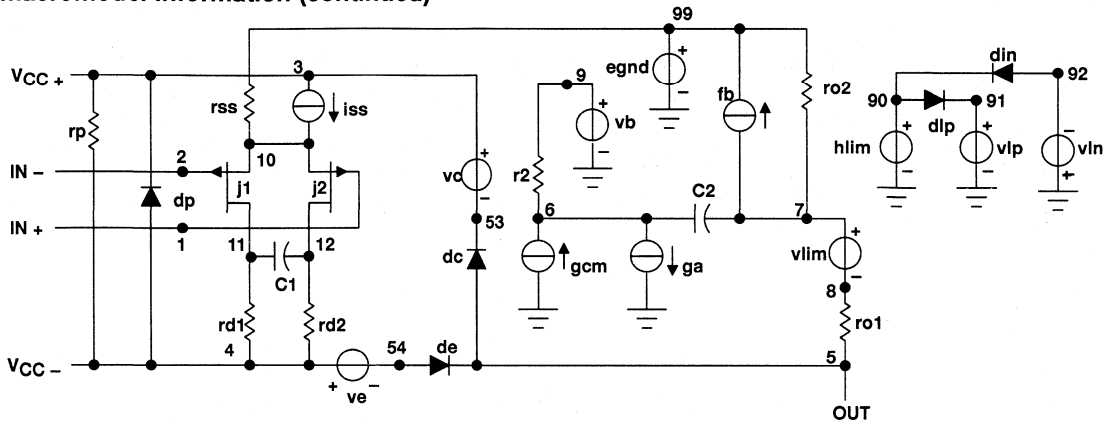 macromodel information (continued)
99
VCC +
3
egnd
+
-
din
92
rss
iss
9
+
vb
-
fb
ro2
90
91
dlp
rp
2
10
IN -
j1
j2
r2
hlim
+
-
vlp
+
-
vln
-
+
dp
vc
+
-
C2
IN +
1
53
6
7
11
12
C1
dc
gcm
ga
vlim
+
-
8
rd1
rd2
ro1
4
54
de
5
VCC -
+
ve
-
OUT